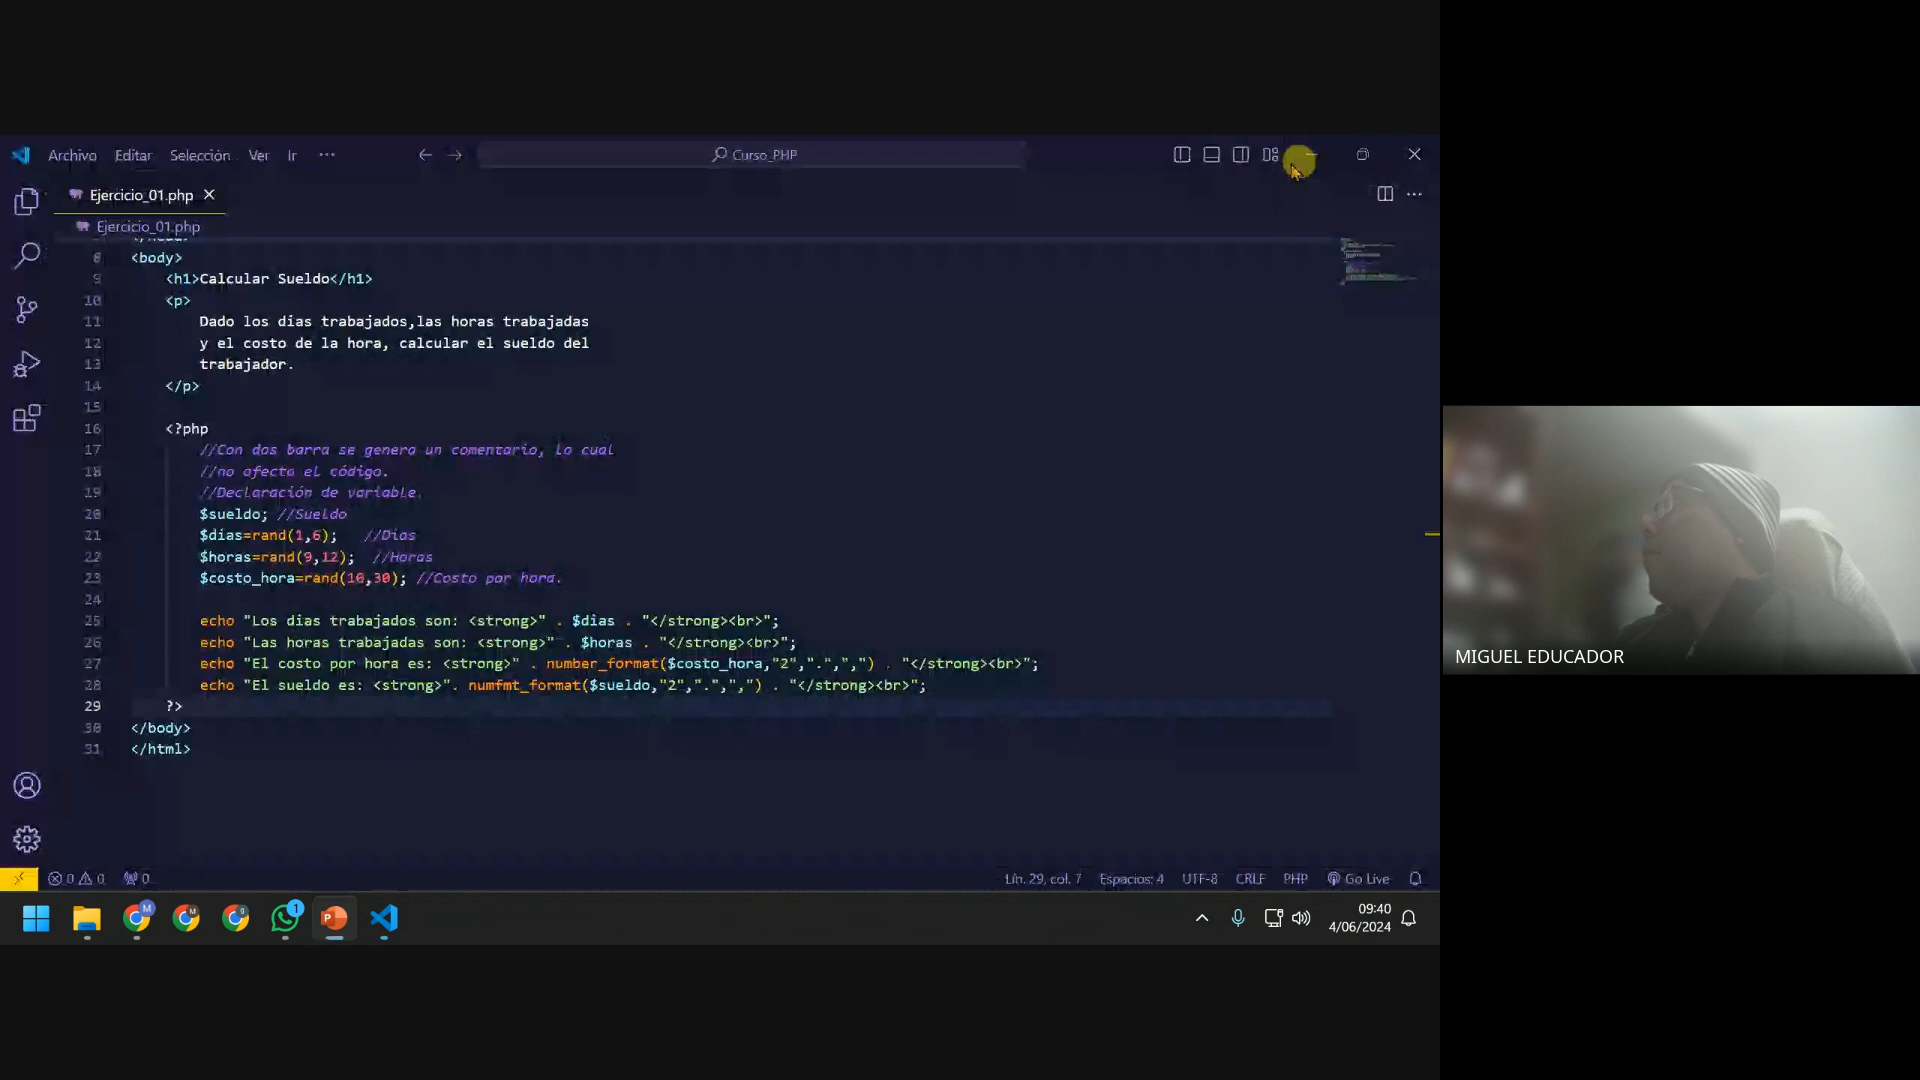 Archivo Editar Selección Ver Ir ··· Curso_PHP
Ejercicio_01.php
Ejercicio_01.php
8 <body>
9 <h1>Calcular Sueldo</h1>
10 <p>
11 Dado los dias trabajados,las horas trabajadas
12 y el costo de la hora, calcular el sueldo del
13 trabajador.
14 </p>
15
16 <?php
17 //Con dos barra se genera un comentario, lo cual
18 //no afecta el código.
19 //Declaración de variable.
20 $sueldo; //Sueldo
21 $dias=rand(1,6); //Dias
22 $horas=rand(9,12); //Horas
23 $costo_hora=rand(10,30); //Costo por hora.
24
25 echo "Los dias trabajados son: <strong>" . $dias . "</strong><br>";
26 echo "Las horas trabajadas son: <strong>" . $horas . "</strong><br>";
27 echo "El costo por hora es: <strong>" . number_format($costo_hora,"2",".",",") . "</strong><br>";
28 echo "El sueldo es: <strong>". numfmt_format($sueldo,"2",".",",") . "</strong><br>";
29 ?>
30 </body>
31 </html>
MIGUEL EDUCADOR
0 0 0 Lín. 29, col. 7 Espacios: 4 UTF-8 CRLF PHP Go Live
M M 9 1 P 09:40
4/06/2024